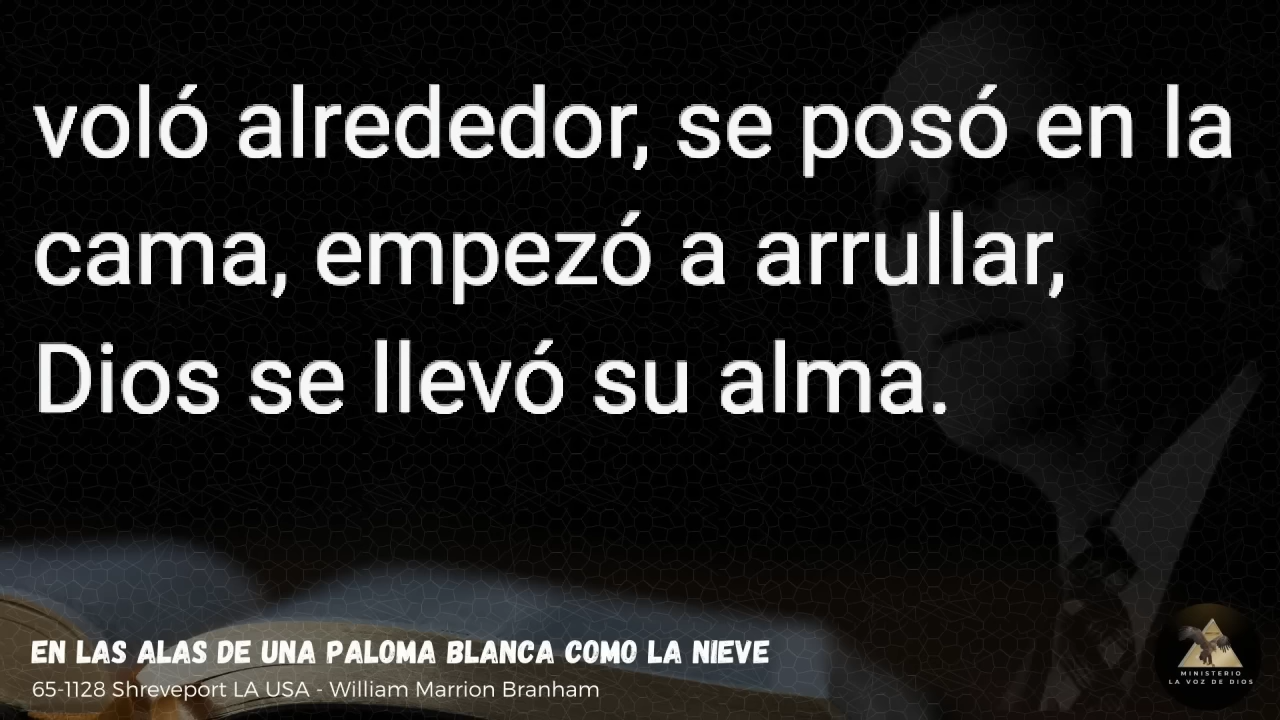 voló alrededor, se posó en la
cama, empezó a arrullar,
Dios se llevó su alma.
EN LAS ALAS DE UNA PALOMA BLANCA COMO LA NIEVE
65-1128 Shreveport LA USA - William Marrion Branham
MINISTERIO
LA VOZ DE DIOS